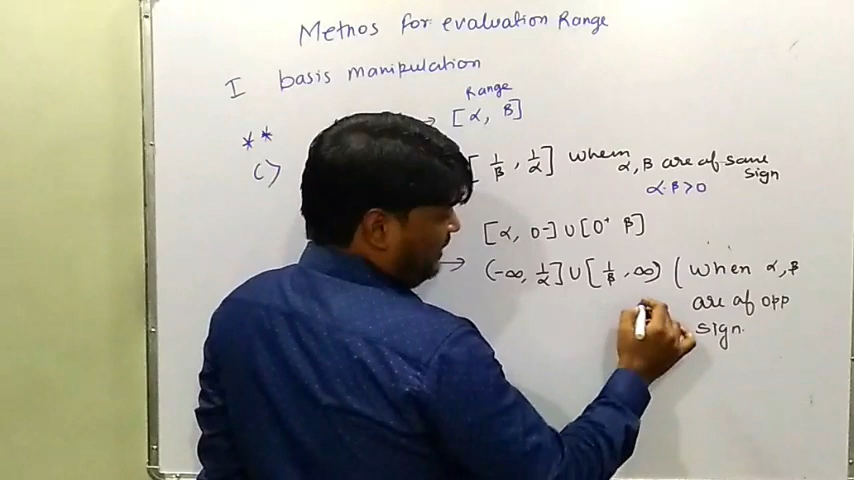 Methos for evaluation Range
I basis manipulation
Range
→ [α, β]
**
C>
[1/β, 1/α] when α, β are of same
sign
α·β>0
[α, 0-] ∪ [0⁺ β]
→ (-∞, 1/α] ∪ [1/β, ∞) ( when α, β
are of opp
sign.